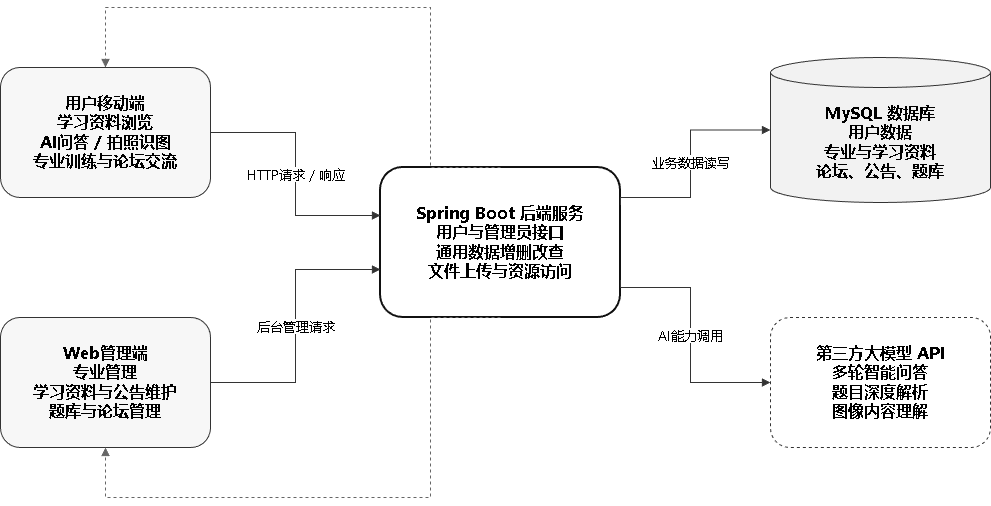 用户移动端
学习资料浏览
AI问答 / 拍照识图
专业训练与论坛交流
HTTP请求 / 响应
Web管理端
专业管理
学习资料与公告维护
题库与论坛管理
后台管理请求
Spring Boot 后端服务
用户与管理员接口
通用数据增删改查
文件上传与资源访问
业务数据读写
MySQL 数据库
用户数据
专业与学习资料
论坛、公告、题库
AI能力调用
第三方大模型 API
多轮智能问答
题目深度解析
图像内容理解